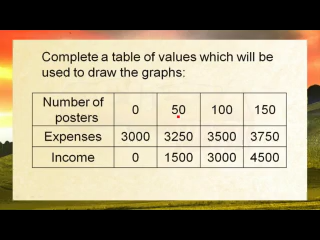 Complete a table of values which will be
used to draw the graphs:
Number of posters 0 50 100 150
Expenses 3000 3250 3500 3750
Income 0 1500 3000 4500